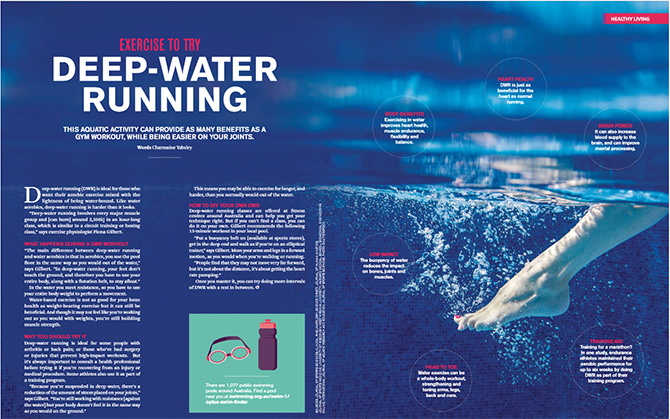 HEALTHY LIVING
EXERCISE TO TRY
DEEP-WATER
RUNNING
THIS AQUATIC ACTIVITY CAN PROVIDE AS MANY BENEFITS AS A
GYM WORKOUT, WHILE BEING EASIER ON YOUR JOINTS.
Words Charmaine Yabsley
Deep-water running (DWR) is ideal for those who
want their aerobic exercise mixed with the
lightness of being water-bound. Like water
aerobics, deep-water running is harder than it looks.
"Deep-water running involves every major muscle
group and [can burn] around in an hour long
class, which is similar to a circuit training or boxing
class," says exercise physiologist Fiona Gilbert.
WHAT HAPPENS DURING A DWR WORKOUT
"The main difference between deep-water running
and water aerobics is that in aerobics, you use the pool
floor in the same way as you would out of the water,"
says Gilbert. "In deep-water running, your feet don't
touch the ground, and therefore you have to use your
entire body, along with a flotation belt, to stay afloat."
In the water you meet resistance, so you have to use
your entire body weight to perform a movement.
Water-based exercise is not as good for your bone
health as weight-bearing exercise but it can still be
beneficial. And though it may not feel like you're working
out as you would with weights, you're still building
muscle strength.
WHY YOU SHOULD TRY IT
Deep-water running is ideal for some people with
arthritis or back pain; or those who've had surgery
or injuries that prevent high-impact workouts. But
it's always important to consult a health professional
before trying it if you're recovering from an injury or
medical procedure. Some athletes also use it as part of
a training program.
"Because you're suspended in deep water, there's a
reduction of the amount of stress placed on your joints,"
says Gilbert. "You're still working with resistance [against
the water] but your body doesn't feel it in the same way
as you would on the ground."
This means you may be able to exercise for longer, and
harder, than you normally would out of the water.
HOW TO DIY YOUR OWN DWR
Deep-water running classes are offered at fitness
centres around Australia and can help you get your
technique right. But if you can't find a class, you can
do it on your own. Gilbert recommends the following
15-minute workout in your local pool:
"Put a buoyancy belt on (available at sports stores),
get in the deep end and walk as if you're on an elliptical
trainer," says Gilbert. Move your arms and legs in a forward
motion, as you would when you're walking or running.
"People find that they may not move very far forward,
but it's not about the distance, it's about getting the heart
rate pumping."
Once you master it, you can try doing more intervals
of DWR with a rest in between.
There are 1,077 public swimming
pools around Australia. Find a pool
near you at swimming.org.au/swim-1/
optus-swim-finder
HEART HEALTH
DWR is just as
beneficial for the
heart as normal
running.
BODY BENEFITS
Exercising in water
improves heart health,
muscle endurance,
flexibility and
balance.
BRAIN POWER
It can also increase
blood supply to the
brain, and can improve
mental processing.
LOW IMPACT
The buoyancy of water
reduces the impact
on bones, joints and
muscles.
HEAD TO TOE
Water exercise can be
a whole-body workout,
strengthening and
toning arms, legs,
back and core.
TRAINING AID
Training for a marathon?
In one study, endurance
athletes maintained their
aerobic performance for
up to six weeks by doing
DWR as part of their
training program.